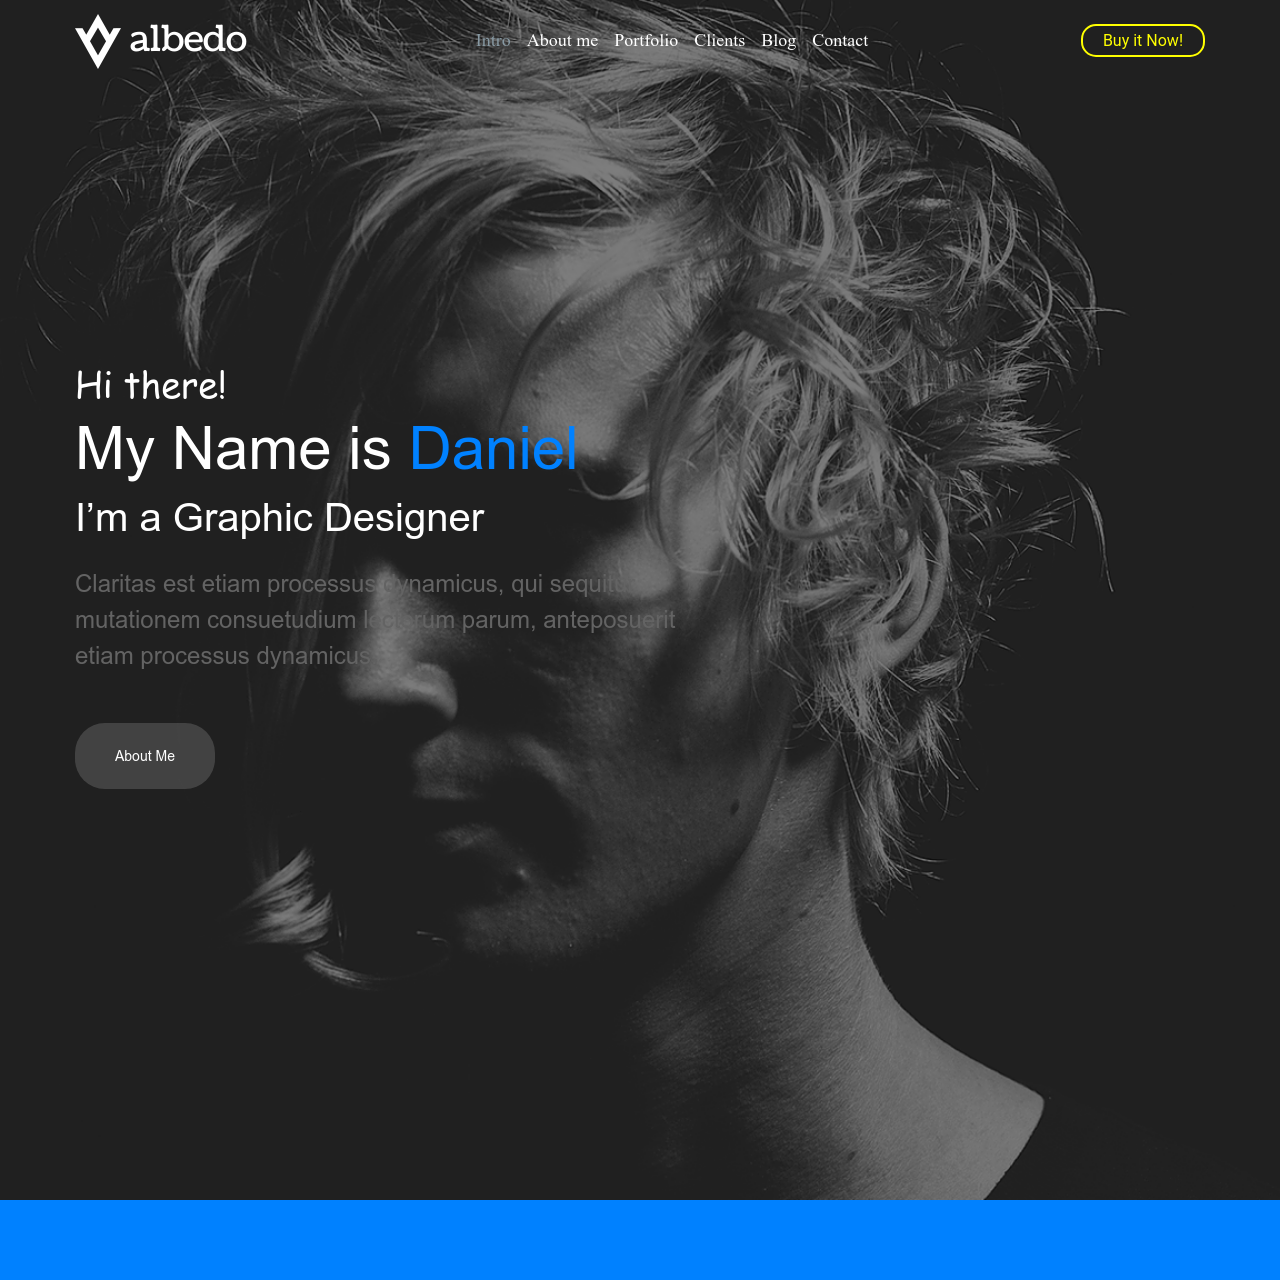 albedo
Intro About me Portfolio Clients Blog Contact
Buy it Now!
Hi there!
My Name is Daniel
I’m a Graphic Designer
Claritas est etiam processus dynamicus, qui sequitur
mutationem consuetudium lectorum parum, anteposuerit
etiam processus dynamicus
About Me